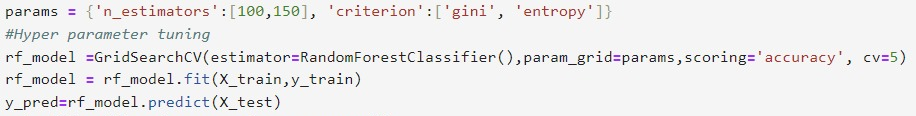 params = {'n_estimators':[100,150], 'criterion':['gini', 'entropy']}
#Hyper parameter tuning
rf_model =GridSearchCV(estimator=RandomForestClassifier(),param_grid=params,scoring='accuracy', cv=5)
rf_model = rf_model.fit(X_train,y_train)
y_pred=rf_model.predict(X_test)